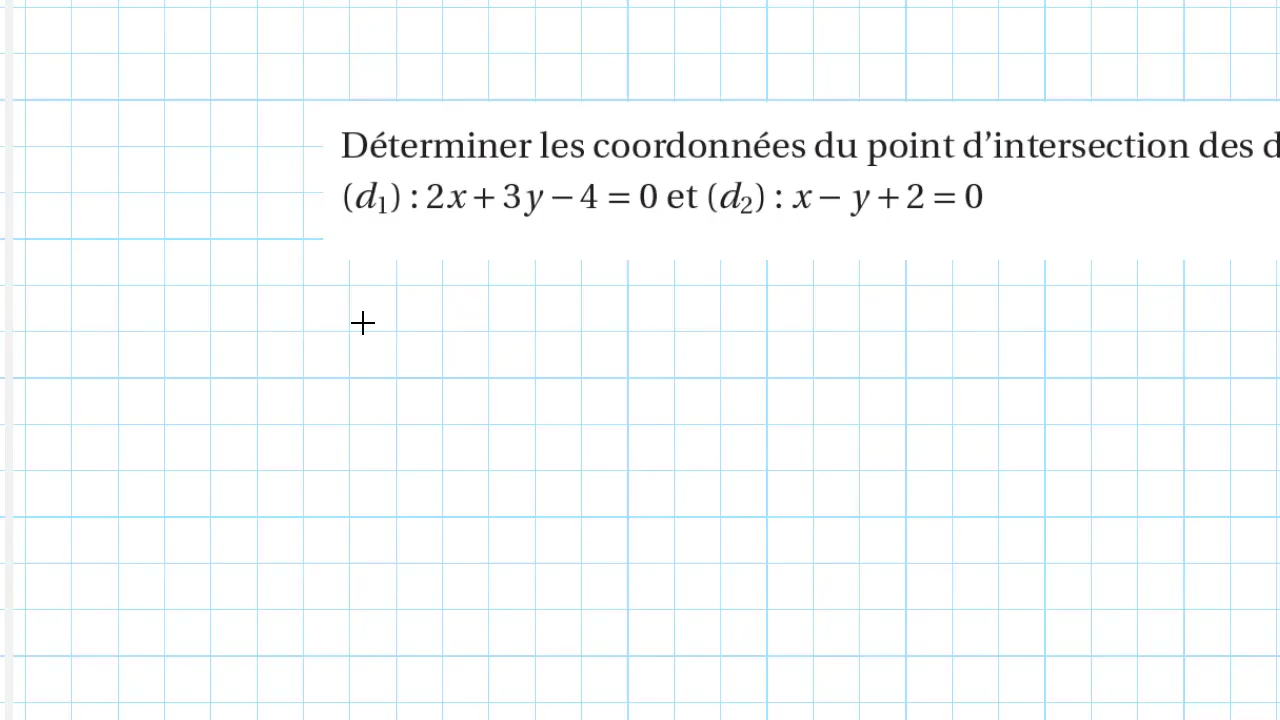 Déterminer les coordonnées du point d’intersection des
(d₁) : 2x + 3y − 4 = 0 et (d₂) : x − y + 2 = 0